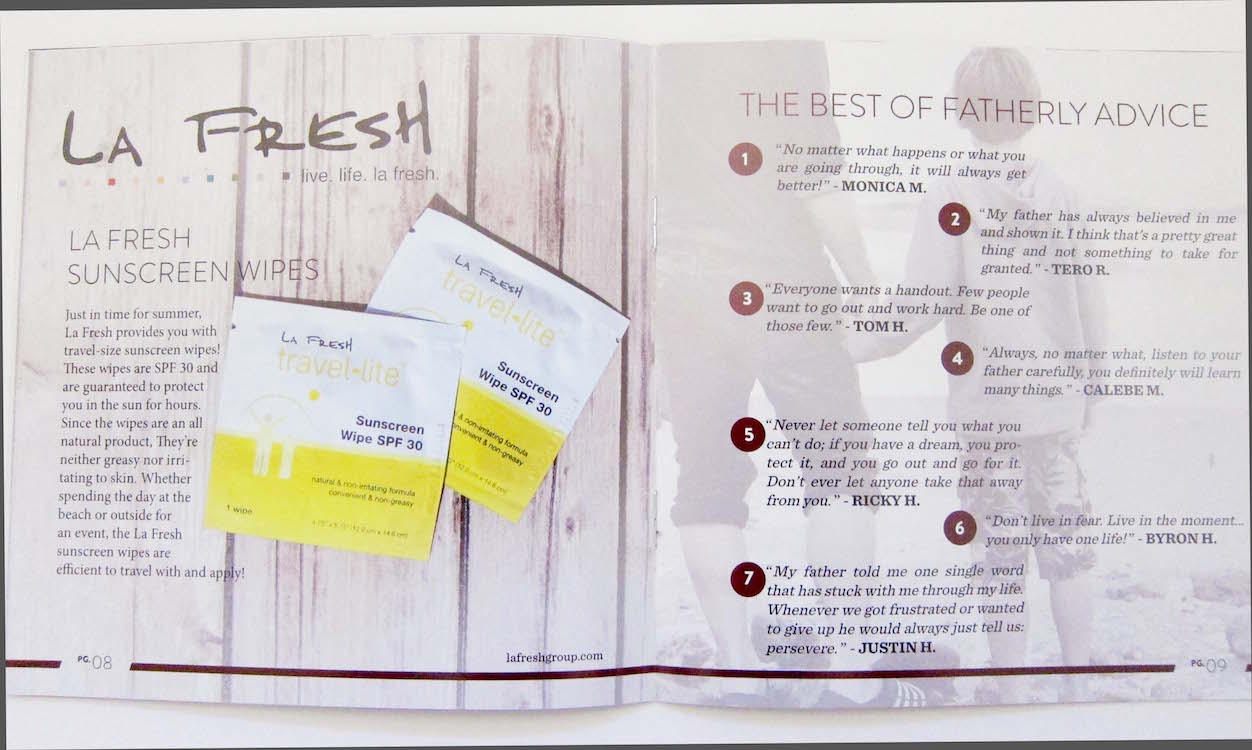 LA FRESH
live. life. la fresh.
LA FRESH
SUNSCREEN WIPES
Just in time for summer,
La Fresh provides you with
travel-size sunscreen wipes!
These wipes are SPF 30 and
are guaranteed to protect
you in the sun for hours.
Since the wipes are an all
natural product, They're
neither greasy nor irri-
tating to skin. Whether
spending the day at the
beach or outside for
an event, the La Fresh
sunscreen wipes are
efficient to travel with and apply!
LA FRESH
travel•lite
Sunscreen
Wipe SPF 30
& non-irritating formula
convenient & non-greasy
LA FRESH
travel•lite
Sunscreen
Wipe SPF 30
natural & non-irritating formula
convenient & non-greasy
1 wipe
PG. 08
lafreshgroup.com
THE BEST OF FATHERLY ADVICE
1
"No matter what happens or what you
are going through, it will always get
better!" - MONICA M.
2
"My father has always believed in me
and shown it. I think that's a pretty great
thing and not something to take for
granted." - TERO R.
3
"Everyone wants a handout. Few people
want to go out and work hard. Be one of
those few." - TOM H.
4
"Always, no matter what, listen to your
father carefully, you definitely will learn
many things." - CALEBE M.
5
"Never let someone tell you what you
can't do; if you have a dream, you pro-
tect it, and you go out and go for it.
Don't ever let anyone take that away
from you." - RICKY H.
6
"Don't live in fear. Live in the moment...
you only have one life!" - BYRON H.
7
"My father told me one single word
that has stuck with me through my life.
Whenever we got frustrated or wanted
to give up he would always just tell us:
persevere." - JUSTIN H.
PG. 09